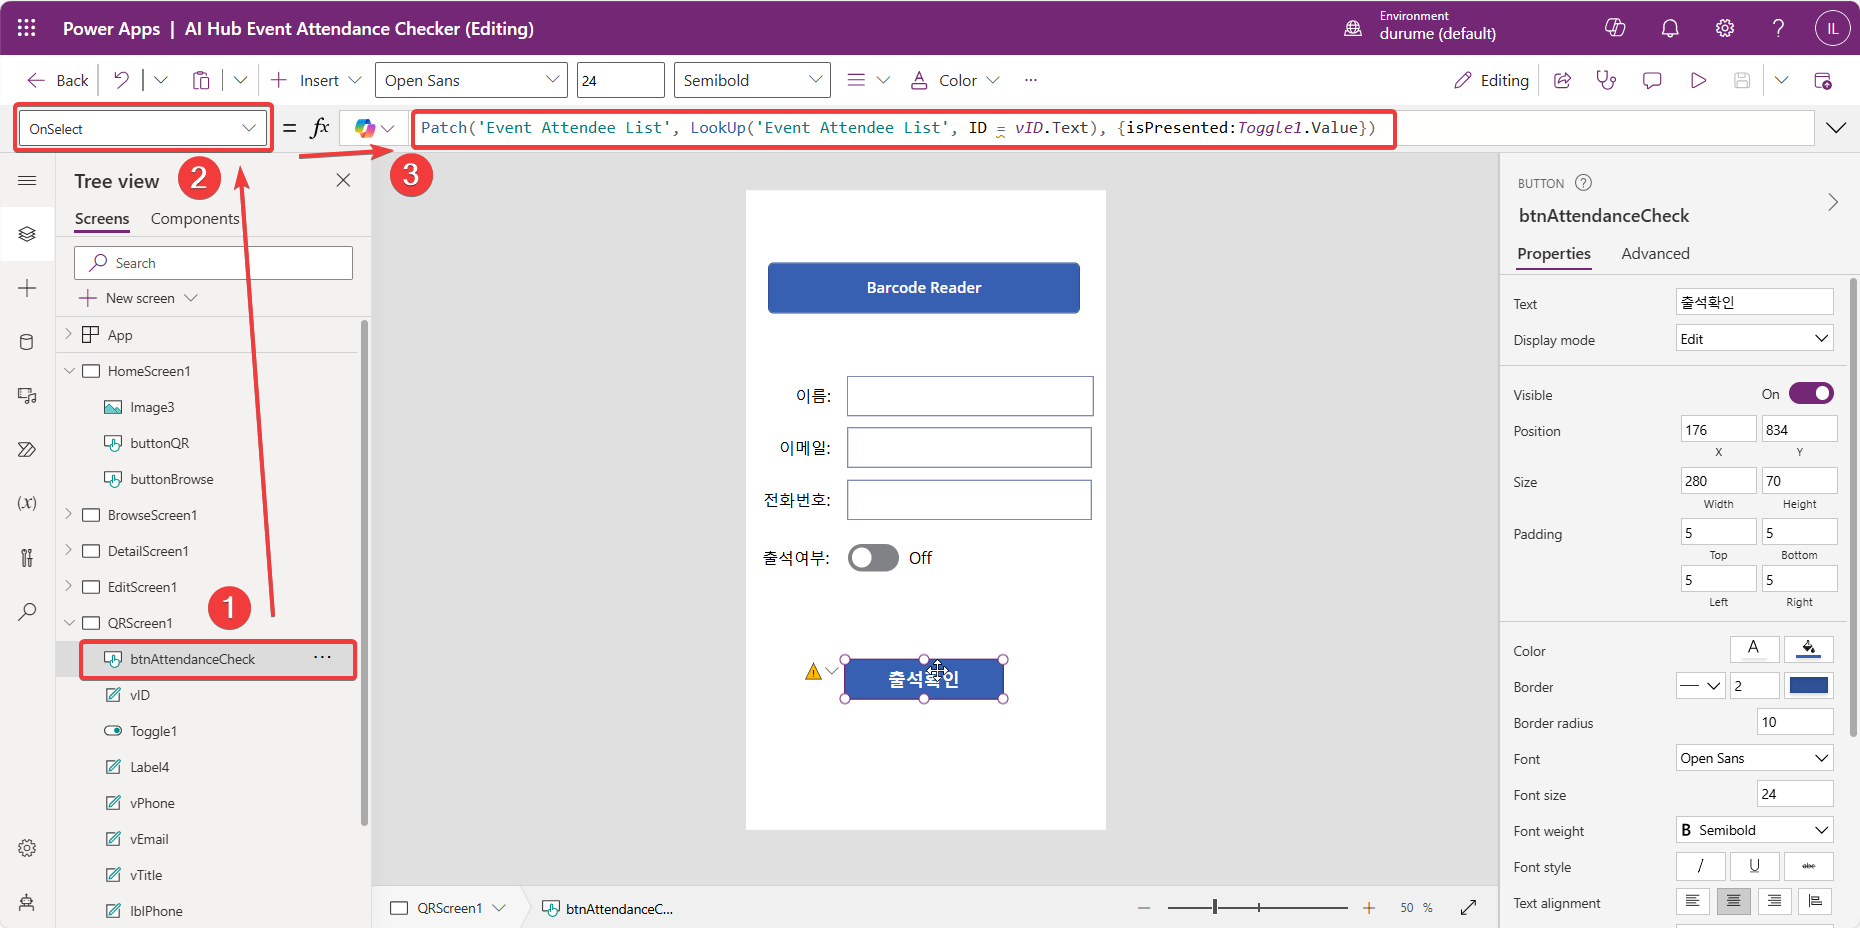 Power Apps | AI Hub Event Attendance Checker (Editing)
Environment
durume (default)
IL
Back
Insert
Open Sans
24
Semibold
Color
Editing
OnSelect
= fx
Patch('Event Attendee List', LookUp('Event Attendee List', ID = vID.Text), {isPresented:Toggle1.Value})
2
3
Tree view
Screens
Components
Search
New screen
App
HomeScreen1
Image3
buttonQR
buttonBrowse
BrowseScreen1
DetailScreen1
EditScreen1
1
QRScreen1
btnAttendanceCheck
vID
Toggle1
Label4
vPhone
vEmail
vTitle
lblPhone
(x)
Barcode Reader
이름:
이메일:
전화번호:
출석여부:
Off
출석확인
QRScreen1
btnAttendanceC...
50 %
BUTTON
btnAttendanceCheck
Properties
Advanced
Text
출석확인
Display mode
Edit
Visible
On
Position
176
834
X
Y
Size
280
70
Width
Height
Padding
5
5
Top
Bottom
5
5
Left
Right
Color
A
Border
2
Border radius
10
Font
Open Sans
Font size
24
Font weight
B Semibold
Font style
/
U
abc
Text alignment